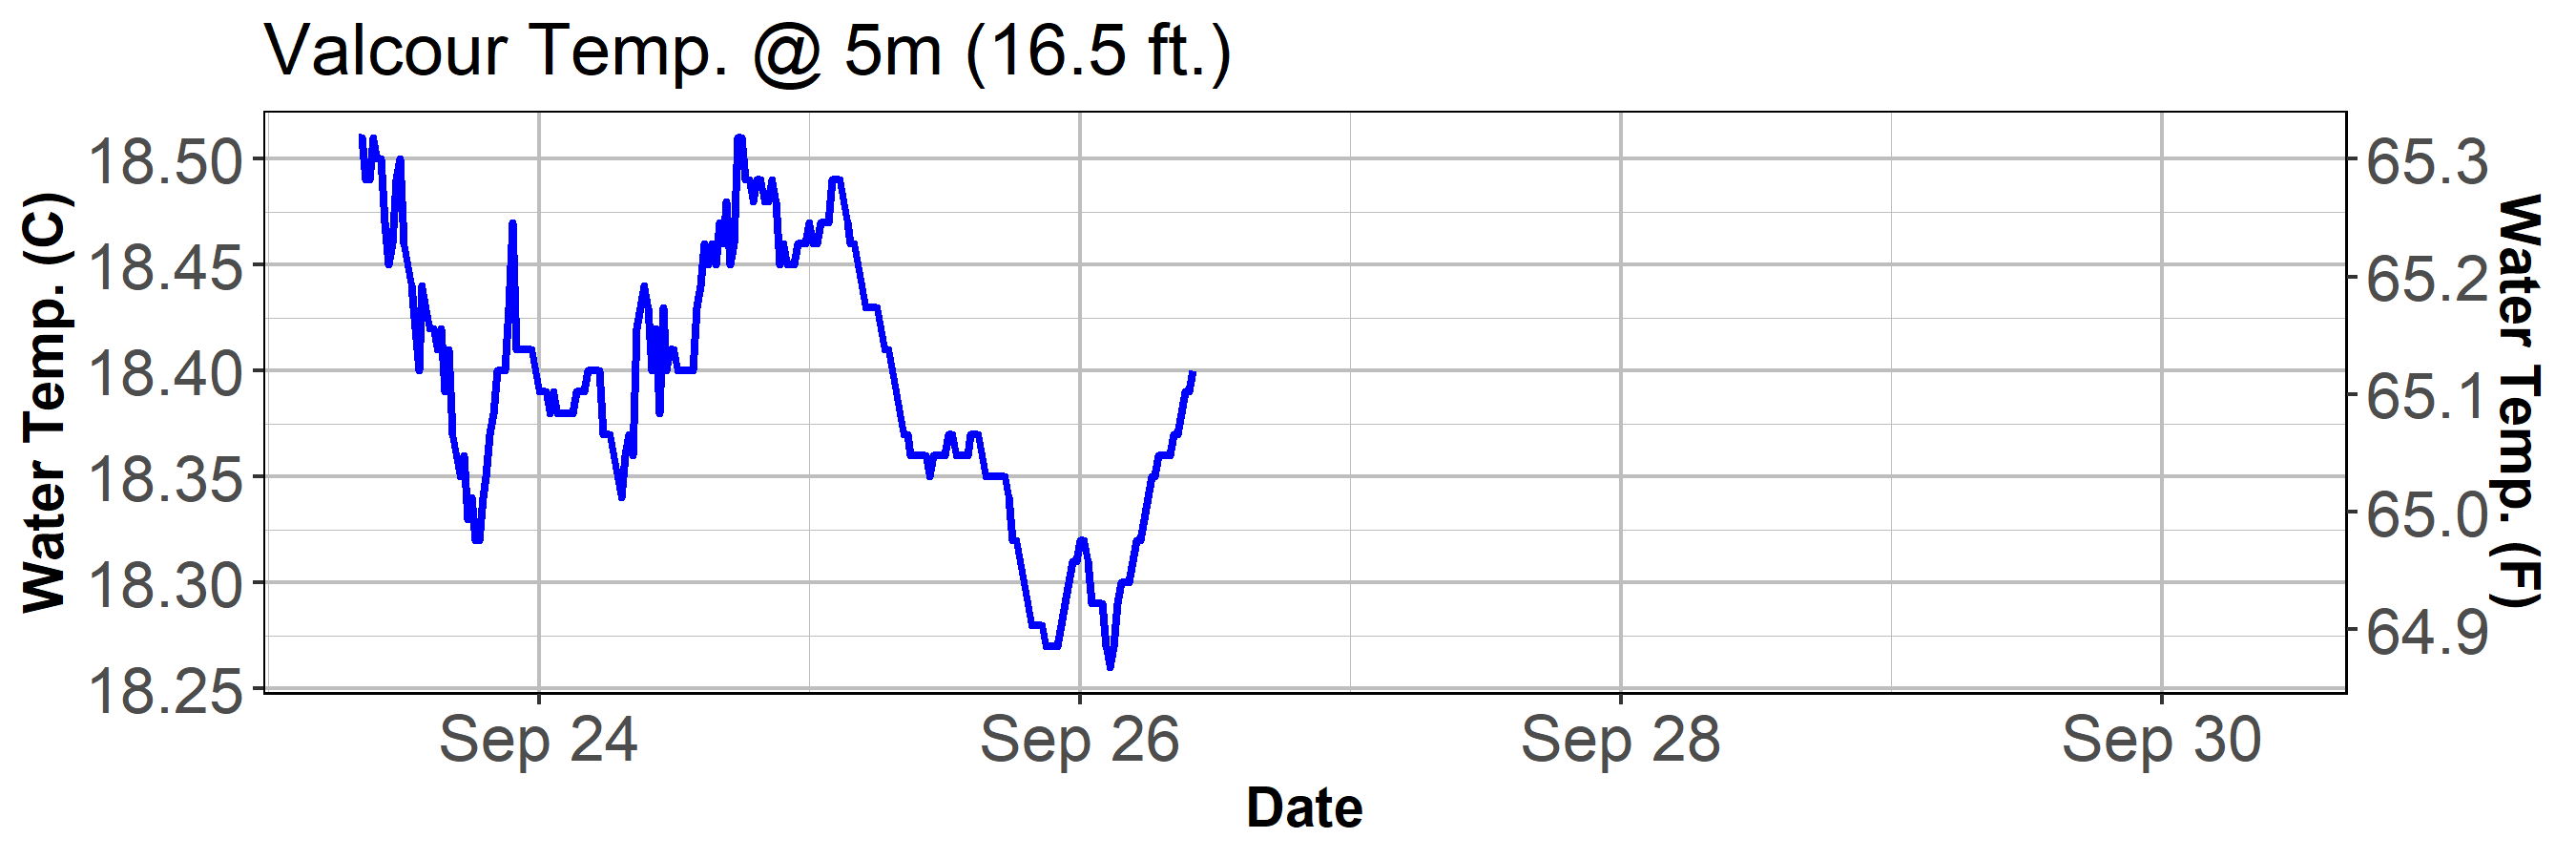 Valcour Temp. @ 5m (16.5 ft.)
Water Temp. (C)
18.50
18.45
18.40
18.35
18.30
18.25
65.3
65.2
65.1
65.0
64.9
Water Temp. (F)
Sep 24
Sep 26
Sep 28
Sep 30
Date